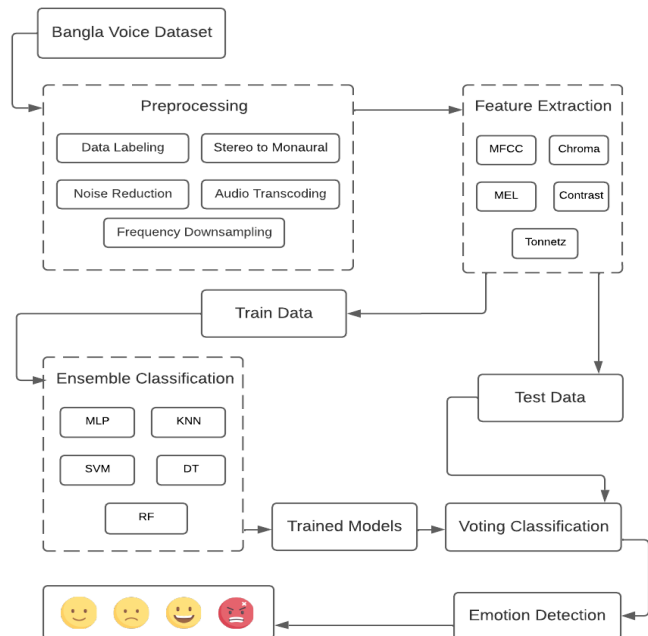 Bangla Voice Dataset
Preprocessing
Data Labeling
Stereo to Monaural
Noise Reduction
Audio Transcoding
Frequency Downsampling
Feature Extraction
MFCC
Chroma
MEL
Contrast
Tonnetz
Train Data
Ensemble Classification
MLP
KNN
SVM
DT
RF
Test Data
Trained Models
Voting Classification
Emotion Detection